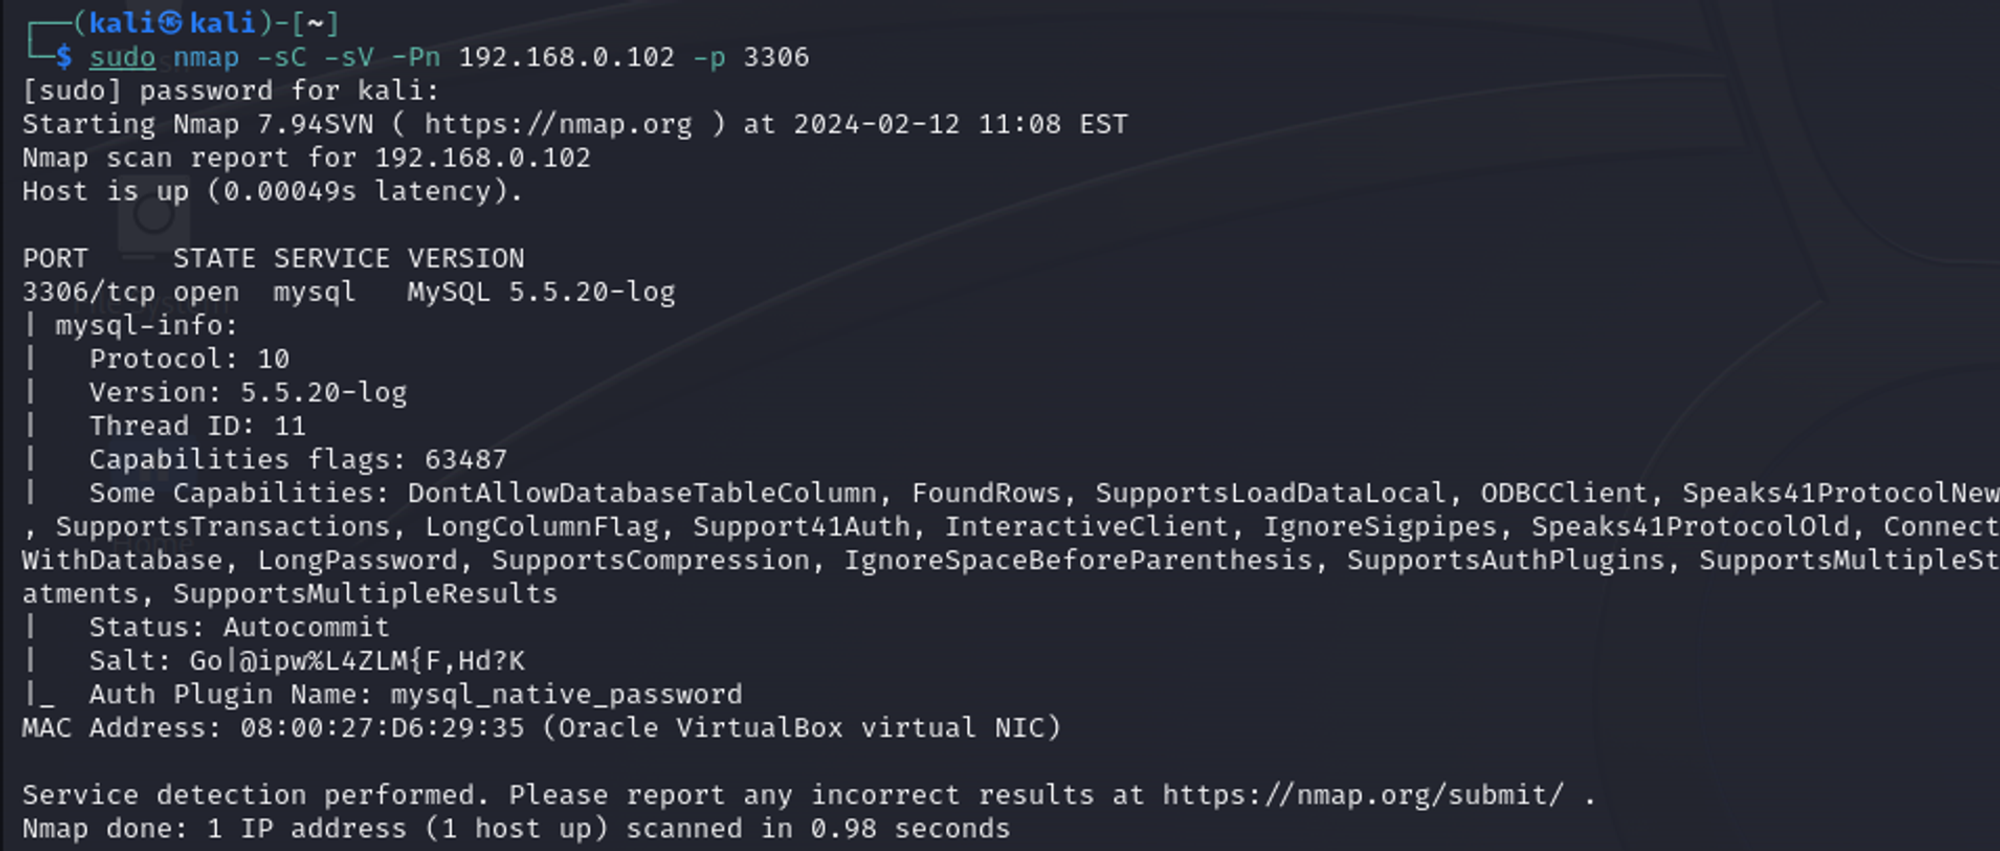 ┌──(kali㉿kali)-[~]
└─$ sudo nmap -sC -sV -Pn 192.168.0.102 -p 3306
[sudo] password for kali:
Starting Nmap 7.94SVN ( https://nmap.org ) at 2024-02-12 11:08 EST
Nmap scan report for 192.168.0.102
Host is up (0.00049s latency).
PORT     STATE SERVICE VERSION
3306/tcp open  mysql   MySQL 5.5.20-log
| mysql-info:
|   Protocol: 10
|   Version: 5.5.20-log
|   Thread ID: 11
|   Capabilities flags: 63487
|   Some Capabilities: DontAllowDatabaseTableColumn, FoundRows, SupportsLoadDataLocal, ODBCClient, Speaks41ProtocolNew
, SupportsTransactions, LongColumnFlag, Support41Auth, InteractiveClient, IgnoreSigpipes, Speaks41ProtocolOld, Connect
WithDatabase, LongPassword, SupportsCompression, IgnoreSpaceBeforeParenthesis, SupportsAuthPlugins, SupportsMultipleSt
atments, SupportsMultipleResults
|   Status: Autocommit
|   Salt: Go|@ipw%L4ZLM{F,Hd?K
|_  Auth Plugin Name: mysql_native_password
MAC Address: 08:00:27:D6:29:35 (Oracle VirtualBox virtual NIC)
Service detection performed. Please report any incorrect results at https://nmap.org/submit/ .
Nmap done: 1 IP address (1 host up) scanned in 0.98 seconds